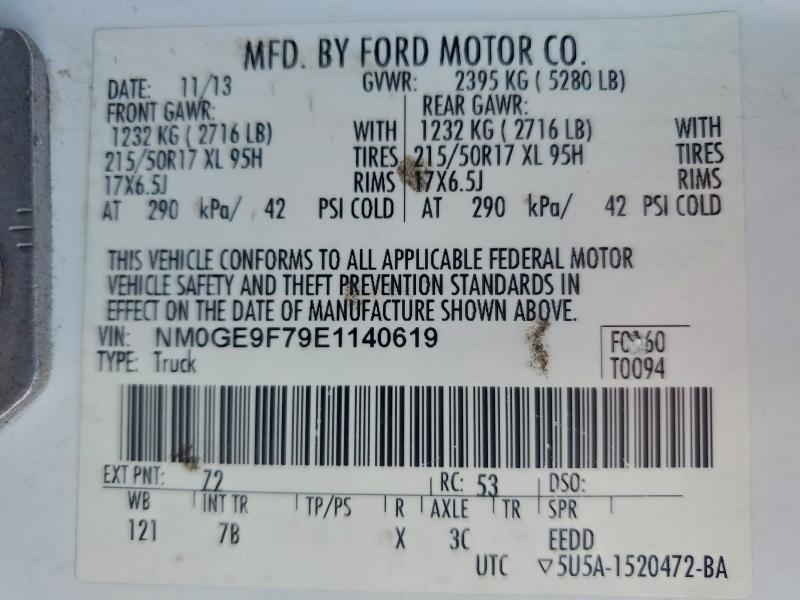 MFD. BY FORD MOTOR CO.
DATE: 11/13 GVWR: 2395 KG ( 5280 LB)
FRONT GAWR: REAR GAWR:
1232 KG ( 2716 LB) WITH 1232 KG ( 2716 LB) WITH
215/50R17 XL 95H TIRES 215/50R17 XL 95H TIRES
17X6.5J RIMS 17X6.5J RIMS
AT 290 kPa/ 42 PSI COLD AT 290 kPa/ 42 PSI COLD
THIS VEHICLE CONFORMS TO ALL APPLICABLE FEDERAL MOTOR
VEHICLE SAFETY AND THEFT PREVENTION STANDARDS IN
EFFECT ON THE DATE OF MANUFACTURE SHOWN ABOVE.
VIN: NM0GE9F79E1140619
TYPE: Truck T0094
EXT PNT: 72 RC: 53 DSO:
WB INT TR TP/PS R AXLE TR SPR
121 7B X 3C EEDD
UTC ▽5U5A-1520472-BA